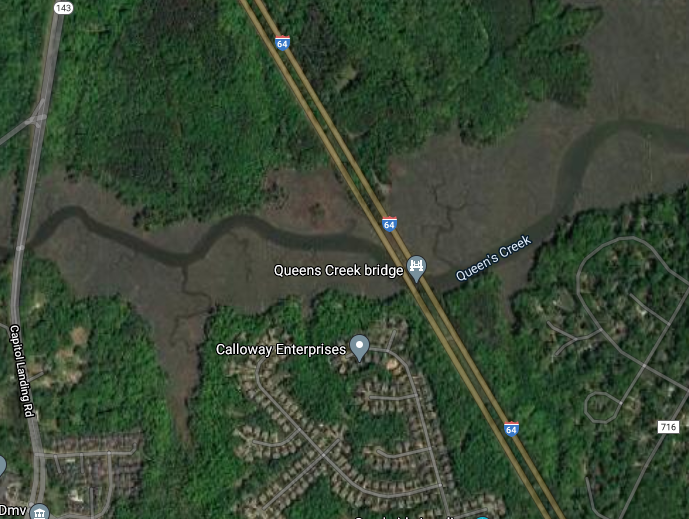 143
64
64
Queens Creek bridge
Queen's Creek
Capitol Landing Rd
Calloway Enterprises
64
716
Dmv